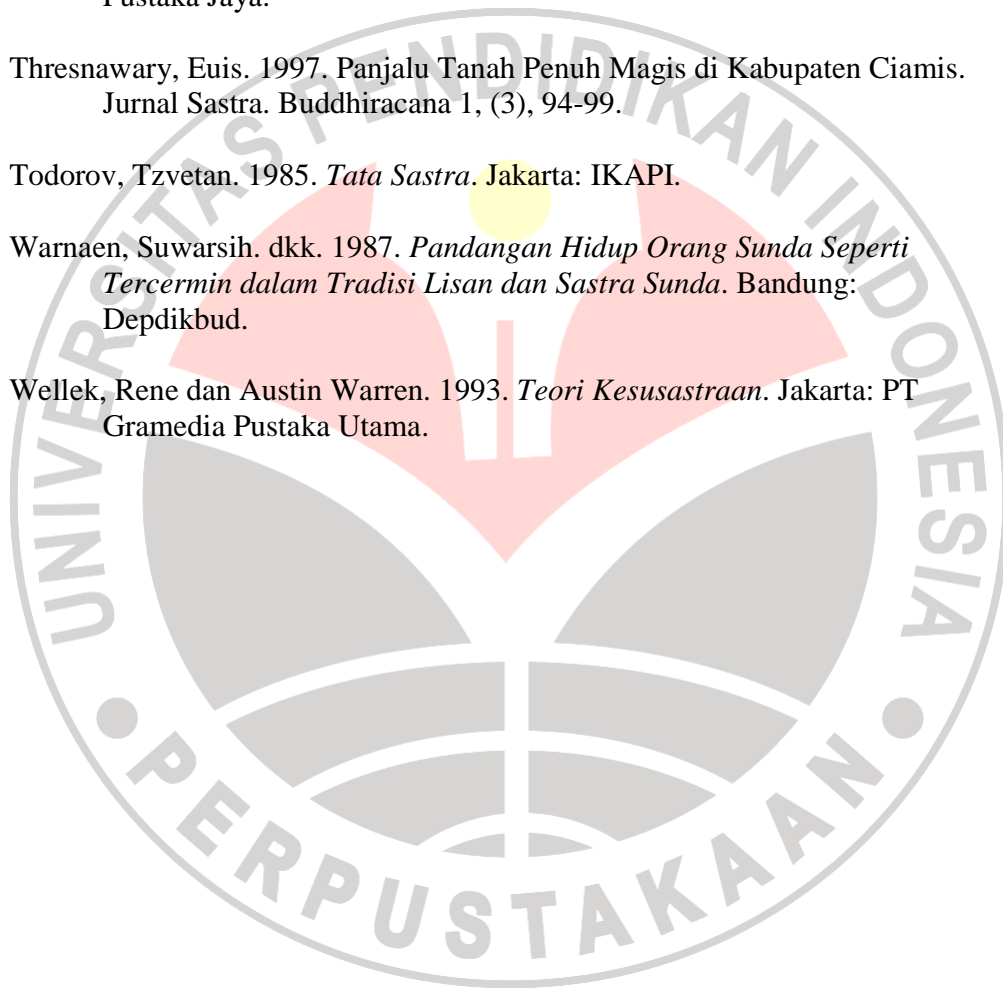 Pustaka Jaya.
Thresnawary, Euis. 1997. Panjalu Tanah Penuh Magis di Kabupaten Ciamis.
Jurnal Sastra. Buddhiracana 1, (3), 94-99.
Todorov, Tzvetan. 1985. Tata Sastra. Jakarta: IKAPI.
Warnaen, Suwarsih. dkk. 1987. Pandangan Hidup Orang Sunda Seperti
Tercermin dalam Tradisi Lisan dan Sastra Sunda. Bandung:
Depdikbud.
Wellek, Rene dan Austin Warren. 1993. Teori Kesusastraan. Jakarta: PT
Gramedia Pustaka Utama.
UNIVERSITAS PENDIDIKAN INDONESIA
PERPUSTAKAAN